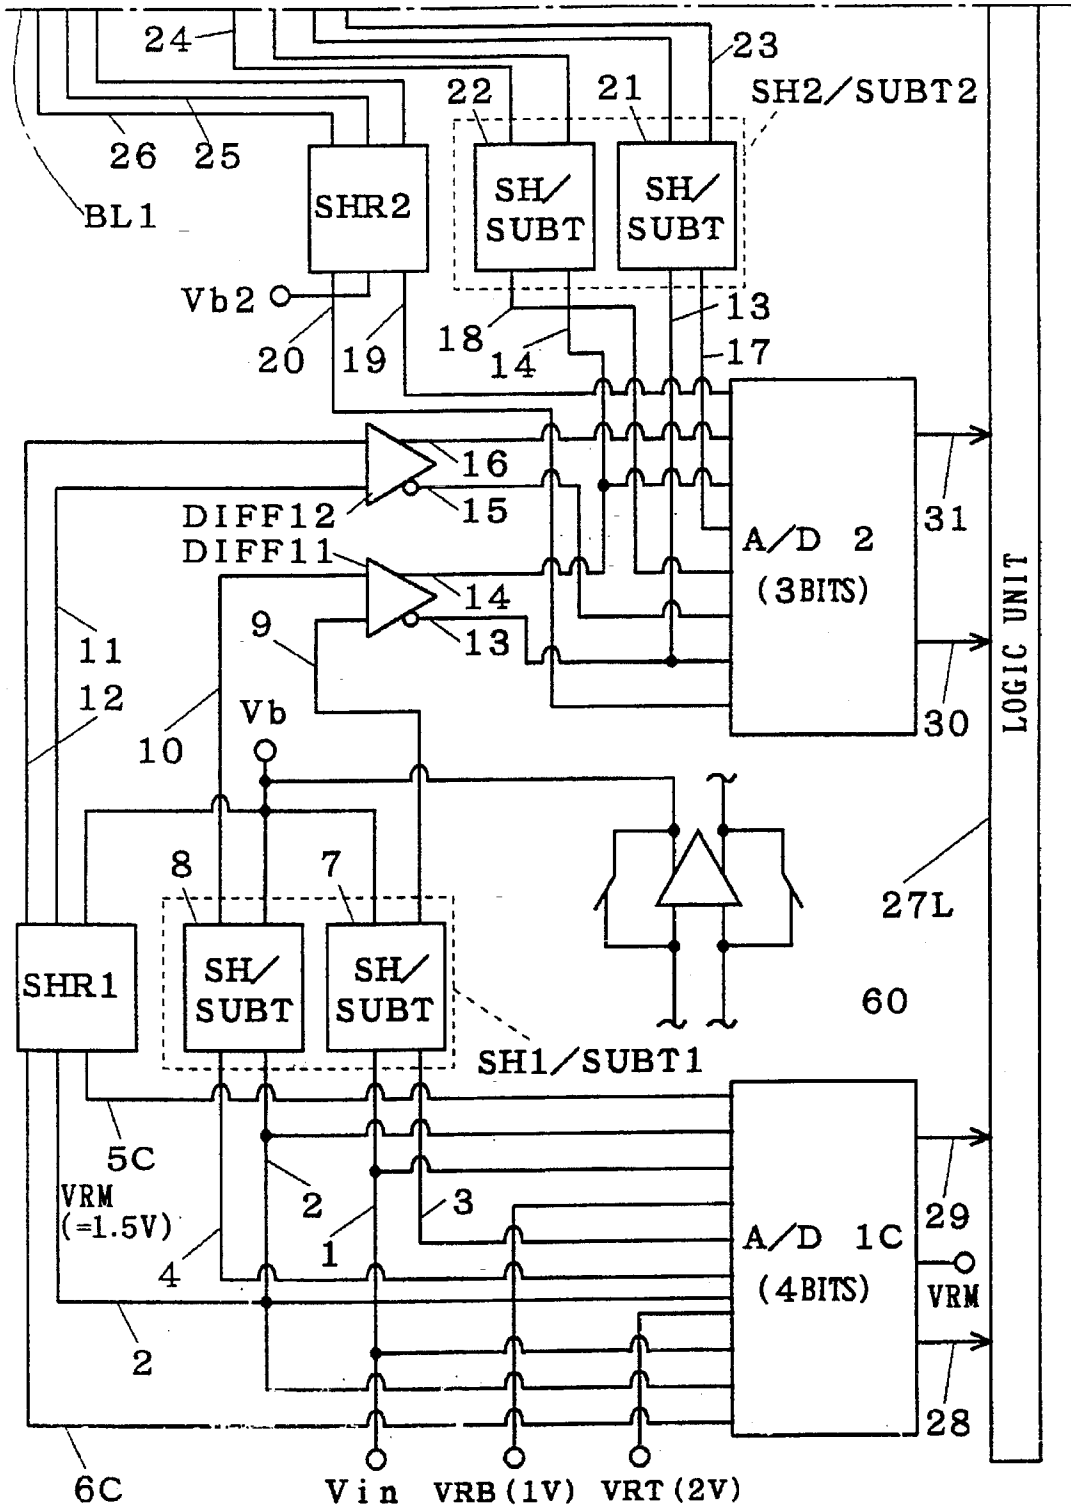 24
23
22
21
SH2/SUBT2
26
25
BL1
SHR2
SH/
SUBT
SH/
SUBT
Vb2
20
19
18
14
13
17
16
15
DIFF12
DIFF11
14
13
A/D 2
(3BITS)
31
30
LOGIC UNIT
11
12
9
10
Vb
8
7
27L
SHR1
SH/
SUBT
SH/
SUBT
60
SH1/SUBT1
5C
VRM
(=1.5V)
4
2
1
3
2
A/D 1C
(4BITS)
29
VRM
28
6C
Vin
VRB(1V)
VRT(2V)